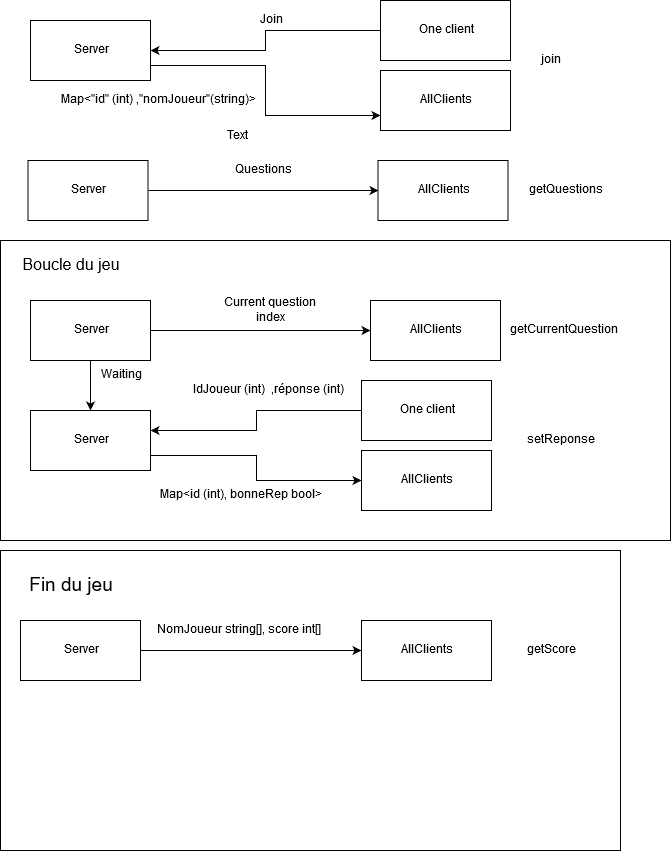 Join
Server
One client
join
Map<"id" (int) ,"nomJoueur"(string)>
AllClients
Text
Server
Questions
AllClients
getQuestions
Boucle du jeu
Server
Current question
index
AllClients
getCurrentQuestion
Waiting
IdJoueur (int) ,réponse (int)
One client
Server
setReponse
AllClients
Map<id (int), bonneRep bool>
Fin du jeu
Server
NomJoueur string[], score int[]
AllClients
getScore